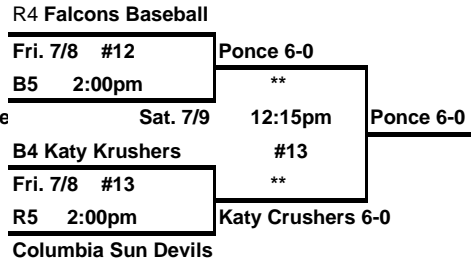 R4 Falcons Baseball
Fri. 7/8 #12 Ponce 6-0
B5 2:00pm **
e Sat. 7/9 12:15pm Ponce 6-0
B4 Katy Krushers #13
Fri. 7/8 #13 **
R5 2:00pm Katy Crushers 6-0
Columbia Sun Devils